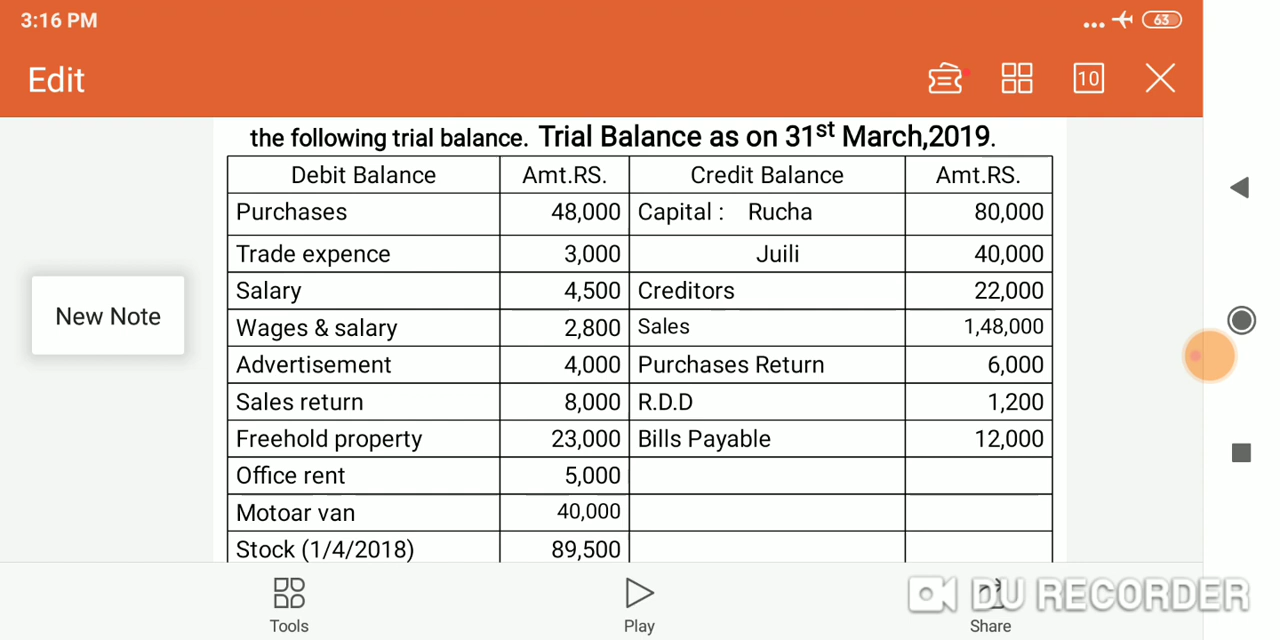 3:16 PM
63
Edit
10
the following trial balance. Trial Balance as on 31st March,2019.
Debit Balance Amt.RS. Credit Balance Amt.RS.
Purchases 48,000 Capital : Rucha 80,000
Trade expence 3,000 Juili 40,000
Salary 4,500 Creditors 22,000
Wages & salary 2,800 Sales 1,48,000
Advertisement 4,000 Purchases Return 6,000
Sales return 8,000 R.D.D 1,200
Freehold property 23,000 Bills Payable 12,000
Office rent 5,000
Motoar van 40,000
Stock (1/4/2018) 89,500
New Note
Tools Play Share
DU RECORDER